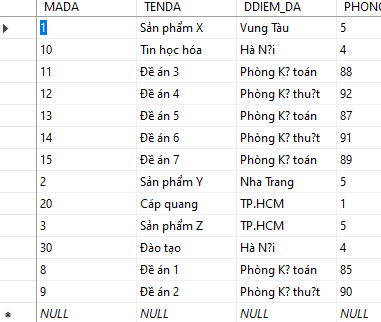 MADA TENDA DDIEM_DA PHONG
1 Sản phẩm X Vung Tàu 5
10 Tin học hóa Hà N?i 4
11 Đề án 3 Phòng K? toán 88
12 Đề án 4 Phòng K? thu?t 92
13 Đề án 5 Phòng K? toán 87
14 Đề án 6 Phòng K? thu?t 91
15 Đề án 7 Phòng K? toán 89
2 Sản phẩm Y Nha Trang 5
20 Cáp quang TP.HCM 1
3 Sản phẩm Z TP.HCM 5
30 Đào tạo Hà N?i 4
8 Đề án 1 Phòng K? toán 85
9 Đề án 2 Phòng K? thu?t 90
NULL NULL NULL NULL